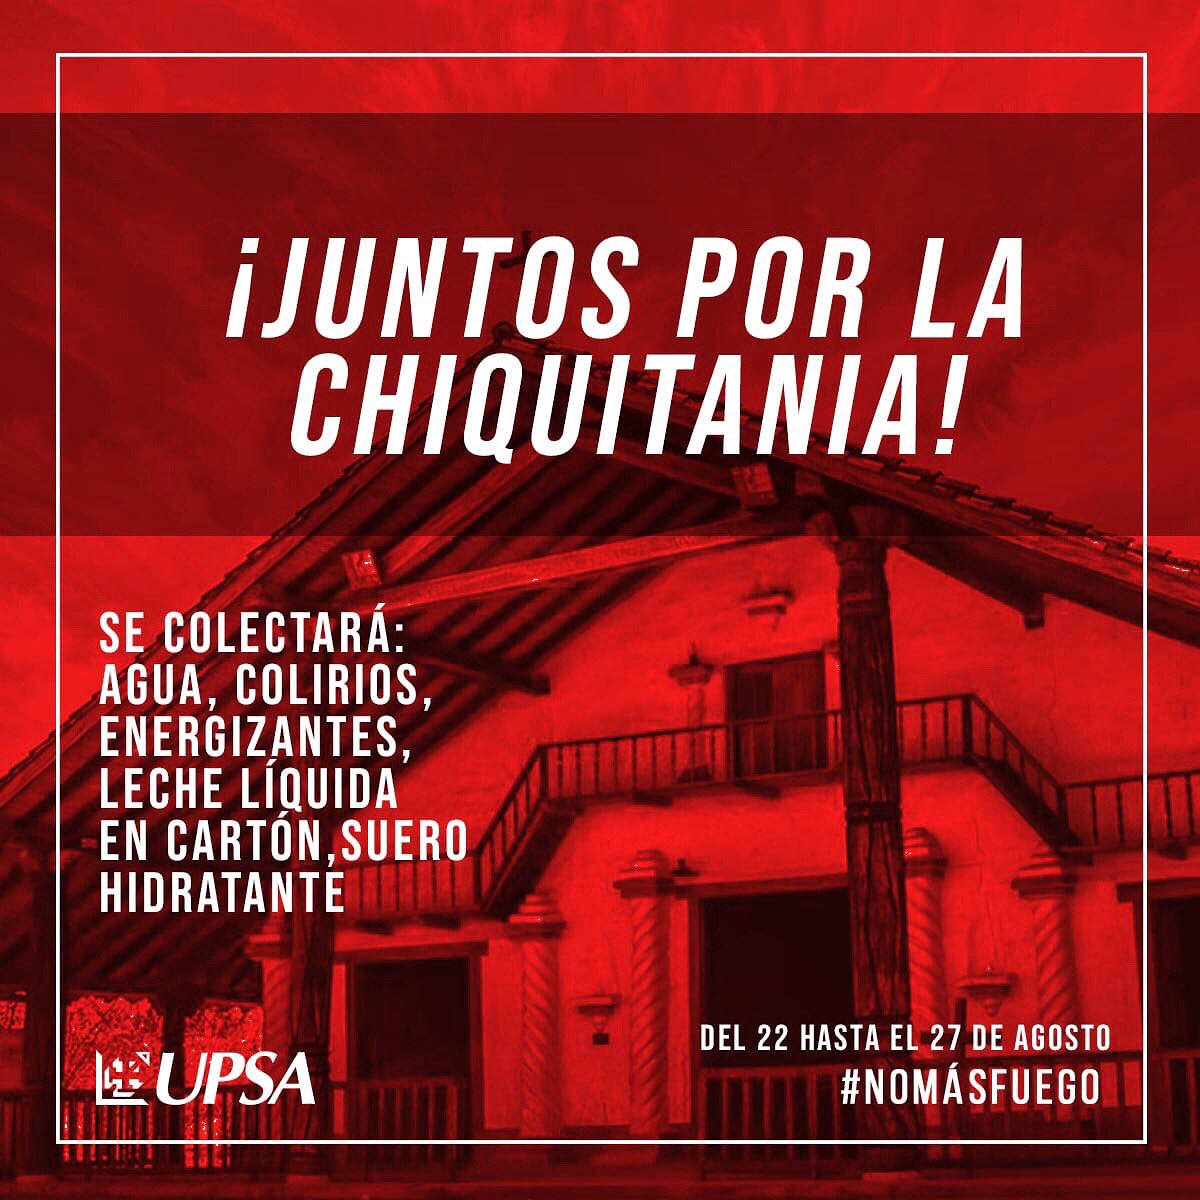 ¡JUNTOS POR LA
CHIQUITANIA!
SE COLECTARÁ:
AGUA, COLIRIOS,
ENERGIZANTES,
LECHE LÍQUIDA
EN CARTÓN,SUERO
HIDRATANTE
UPSA
DEL 22 HASTA EL 27 DE AGOSTO
#NOMÁSFUEGO